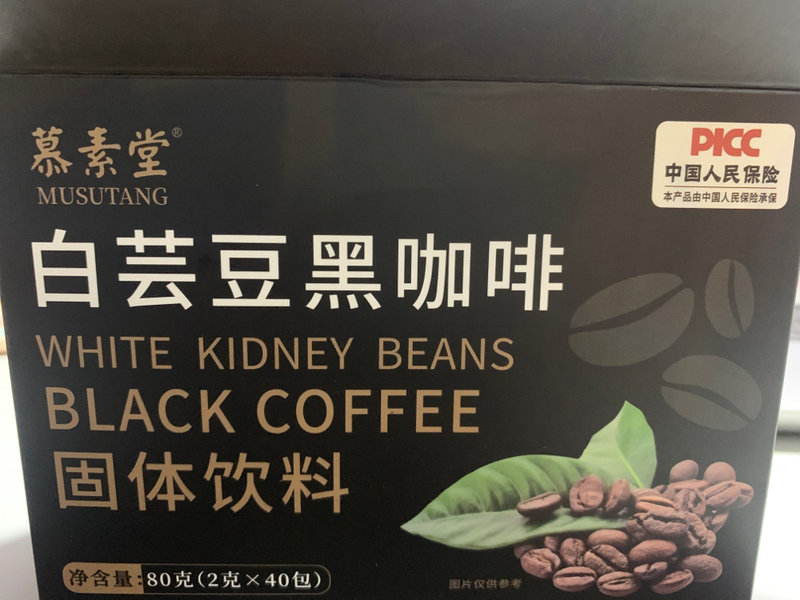 慕素堂®
MUSUTANG
PICC
中国人民保险
本产品由中国人民保险承保
白芸豆黑咖啡
WHITE KIDNEY BEANS
BLACK COFFEE
固体饮料
净含量:80克(2克×40包)
图片仅供参考